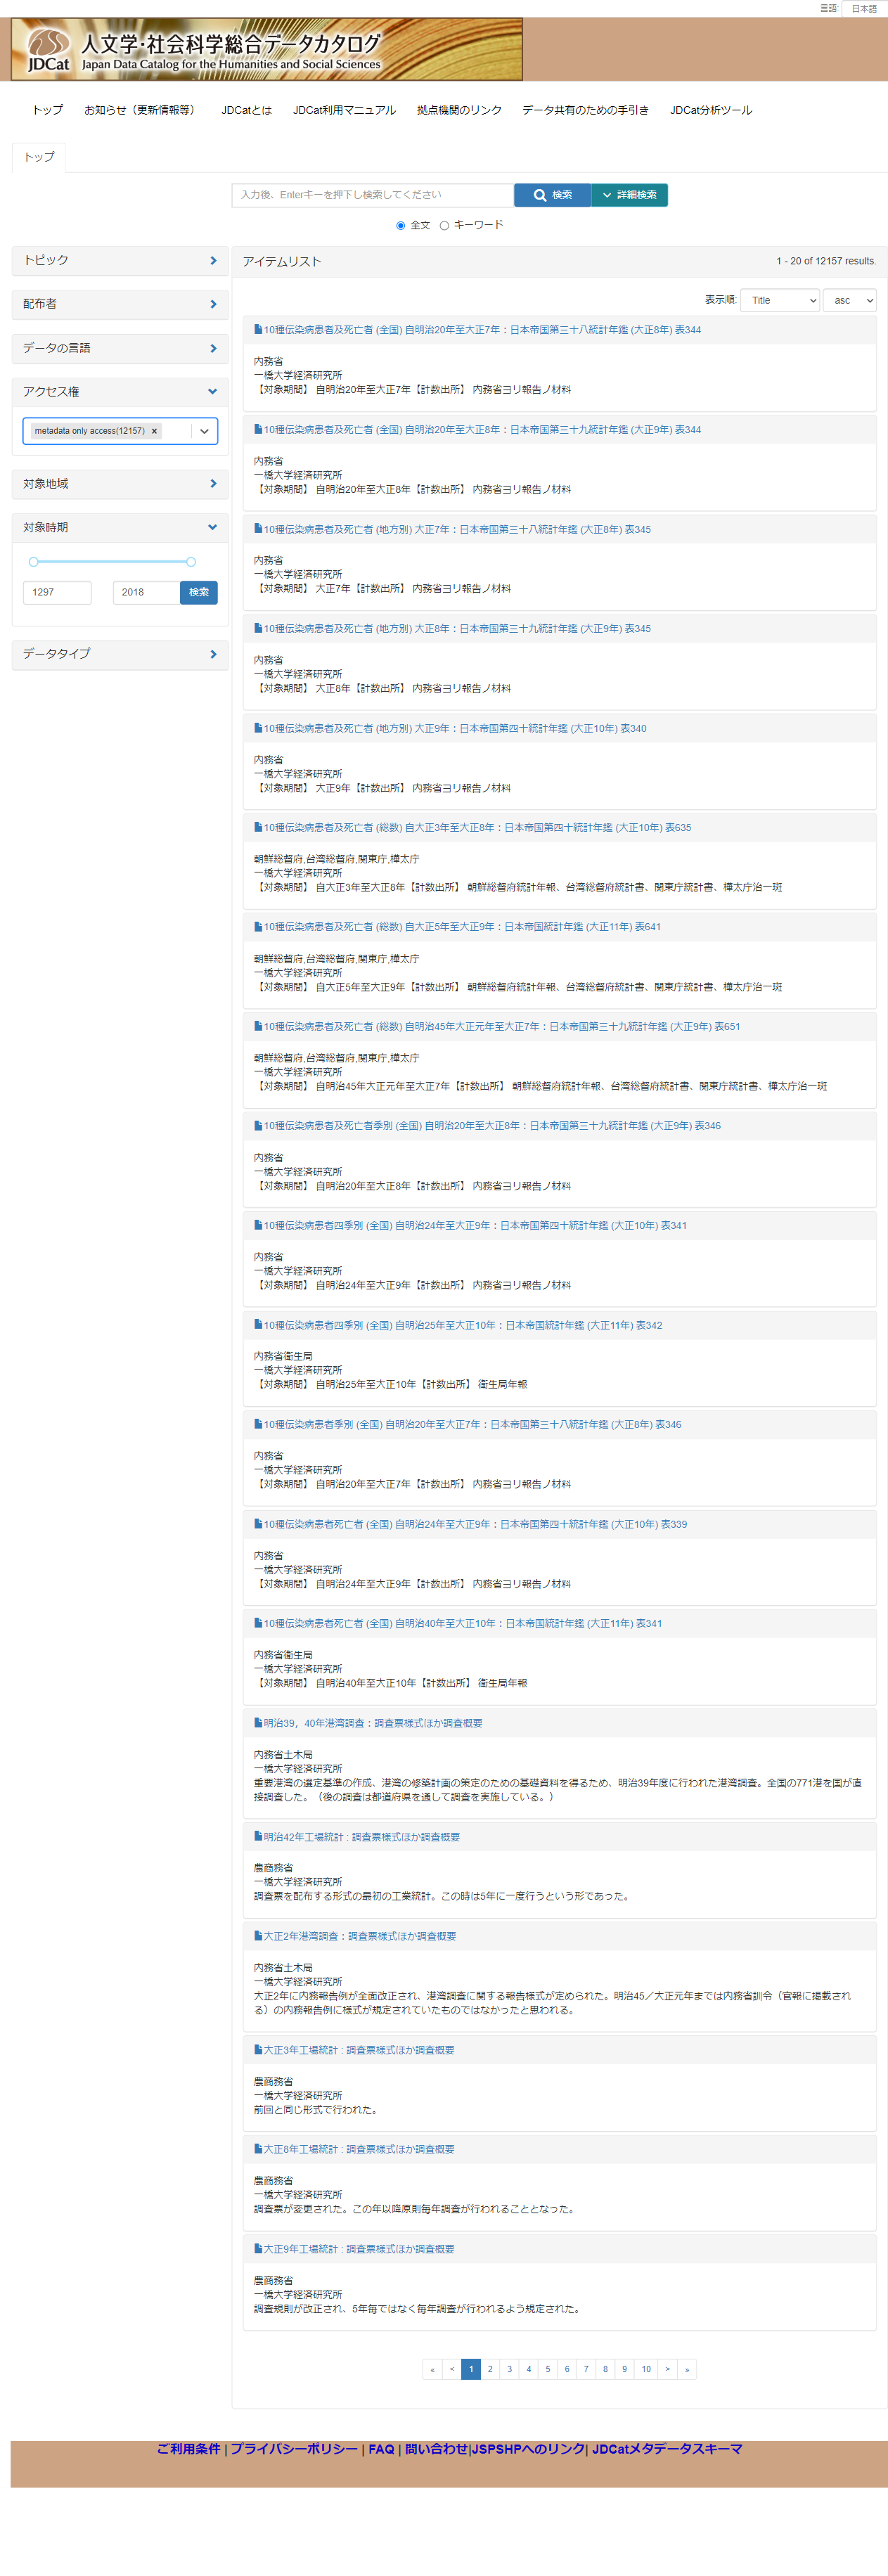 言語: 日本語
人文学・社会科学総合データカタログ
JDCat Japan Data Catalog for the Humanities and Social Sciences
トップ お知らせ（更新情報等） JDCatとは JDCat利用マニュアル 拠点機関のリンク データ共有のための手引き JDCat分析ツール
トップ
入力後、Enterキーを押下し検索してください 検索 詳細検索
全文 キーワード
トピック
配布者
データの言語
アクセス権
metadata only access(12157) ×
対象地域
対象時期
1297 2018 検索
データタイプ
アイテムリスト 1 - 20 of 12157 results.
表示順: Title asc
10種伝染病患者及死亡者 (全国) 自明治20年至大正7年：日本帝国第三十八統計年鑑 (大正8年) 表344
内務省
一橋大学経済研究所
【対象期間】 自明治20年至大正7年【計数出所】 内務省ヨリ報告ノ材料
10種伝染病患者及死亡者 (全国) 自明治20年至大正8年：日本帝国第三十九統計年鑑 (大正9年) 表344
内務省
一橋大学経済研究所
【対象期間】 自明治20年至大正8年【計数出所】 内務省ヨリ報告ノ材料
10種伝染病患者及死亡者 (地方別) 大正7年：日本帝国第三十八統計年鑑 (大正8年) 表345
内務省
一橋大学経済研究所
【対象期間】 大正7年【計数出所】 内務省ヨリ報告ノ材料
10種伝染病患者及死亡者 (地方別) 大正8年：日本帝国第三十九統計年鑑 (大正9年) 表345
内務省
一橋大学経済研究所
【対象期間】 大正8年【計数出所】 内務省ヨリ報告ノ材料
10種伝染病患者及死亡者 (地方別) 大正9年：日本帝国第四十統計年鑑 (大正10年) 表340
内務省
一橋大学経済研究所
【対象期間】 大正9年【計数出所】 内務省ヨリ報告ノ材料
10種伝染病患者及死亡者 (総数) 自大正3年至大正8年：日本帝国第四十統計年鑑 (大正10年) 表635
朝鮮総督府,台湾総督府,関東庁,樺太庁
一橋大学経済研究所
【対象期間】 自大正3年至大正8年【計数出所】 朝鮮総督府統計年報、台湾総督府統計書、関東庁統計書、樺太庁治一斑
10種伝染病患者及死亡者 (総数) 自大正5年至大正9年：日本帝国統計年鑑 (大正11年) 表641
朝鮮総督府,台湾総督府,関東庁,樺太庁
一橋大学経済研究所
【対象期間】 自大正5年至大正9年【計数出所】 朝鮮総督府統計年報、台湾総督府統計書、関東庁統計書、樺太庁治一斑
10種伝染病患者及死亡者 (総数) 自明治45年大正元年至大正7年：日本帝国第三十九統計年鑑 (大正9年) 表651
朝鮮総督府,台湾総督府,関東庁,樺太庁
一橋大学経済研究所
【対象期間】 自明治45年大正元年至大正7年【計数出所】 朝鮮総督府統計年報、台湾総督府統計書、関東庁統計書、樺太庁治一斑
10種伝染病患者及死亡者季別 (全国) 自明治20年至大正8年：日本帝国第三十九統計年鑑 (大正9年) 表346
内務省
一橋大学経済研究所
【対象期間】 自明治20年至大正8年【計数出所】 内務省ヨリ報告ノ材料
10種伝染病患者四季別 (全国) 自明治24年至大正9年：日本帝国第四十統計年鑑 (大正10年) 表341
内務省
一橋大学経済研究所
【対象期間】 自明治24年至大正9年【計数出所】 内務省ヨリ報告ノ材料
10種伝染病患者四季別 (全国) 自明治25年至大正10年：日本帝国統計年鑑 (大正11年) 表342
内務省衛生局
一橋大学経済研究所
【対象期間】 自明治25年至大正10年【計数出所】 衛生局年報
10種伝染病患者季別 (全国) 自明治20年至大正7年：日本帝国第三十八統計年鑑 (大正8年) 表346
内務省
一橋大学経済研究所
【対象期間】 自明治20年至大正7年【計数出所】 内務省ヨリ報告ノ材料
10種伝染病患者死亡者 (全国) 自明治24年至大正9年：日本帝国第四十統計年鑑 (大正10年) 表339
内務省
一橋大学経済研究所
【対象期間】 自明治24年至大正9年【計数出所】 内務省ヨリ報告ノ材料
10種伝染病患者死亡者 (全国) 自明治40年至大正10年：日本帝国統計年鑑 (大正11年) 表341
内務省衛生局
一橋大学経済研究所
【対象期間】 自明治40年至大正10年【計数出所】 衛生局年報
明治39，40年港湾調査：調査票様式ほか調査概要
内務省土木局
一橋大学経済研究所
重要港湾の選定基準の作成、港湾の修築計画の策定のための基礎資料を得るため、明治39年度に行われた港湾調査。全国の771港を国が直
接調査した。（後の調査は都道府県を通して調査を実施している。）
明治42年工場統計 : 調査票様式ほか調査概要
農商務省
一橋大学経済研究所
調査票を配布する形式の最初の工業統計。この時は5年に一度行うという形であった。
大正2年港湾調査：調査票様式ほか調査概要
内務省土木局
一橋大学経済研究所
大正2年に内務報告例が全面改正され、港湾調査に関する報告様式が定められた。明治45／大正元年までは内務省訓令（官報に掲載され
る）の内務報告例に様式が規定されていたものではなかったと思われる。
大正3年工場統計 : 調査票様式ほか調査概要
農商務省
一橋大学経済研究所
前回と同じ形式で行われた。
大正8年工場統計 : 調査票様式ほか調査概要
農商務省
一橋大学経済研究所
調査票が変更された。この年以降原則毎年調査が行われることとなった。
大正9年工場統計 : 調査票様式ほか調査概要
農商務省
一橋大学経済研究所
調査規則が改正され、5年毎ではなく毎年調査が行われるよう規定された。
« < 1 2 3 4 5 6 7 8 9 10 > »
ご利用条件 | プライバシーポリシー | FAQ | 問い合わせ|JSPSHPへのリンク| JDCatメタデータスキーマ